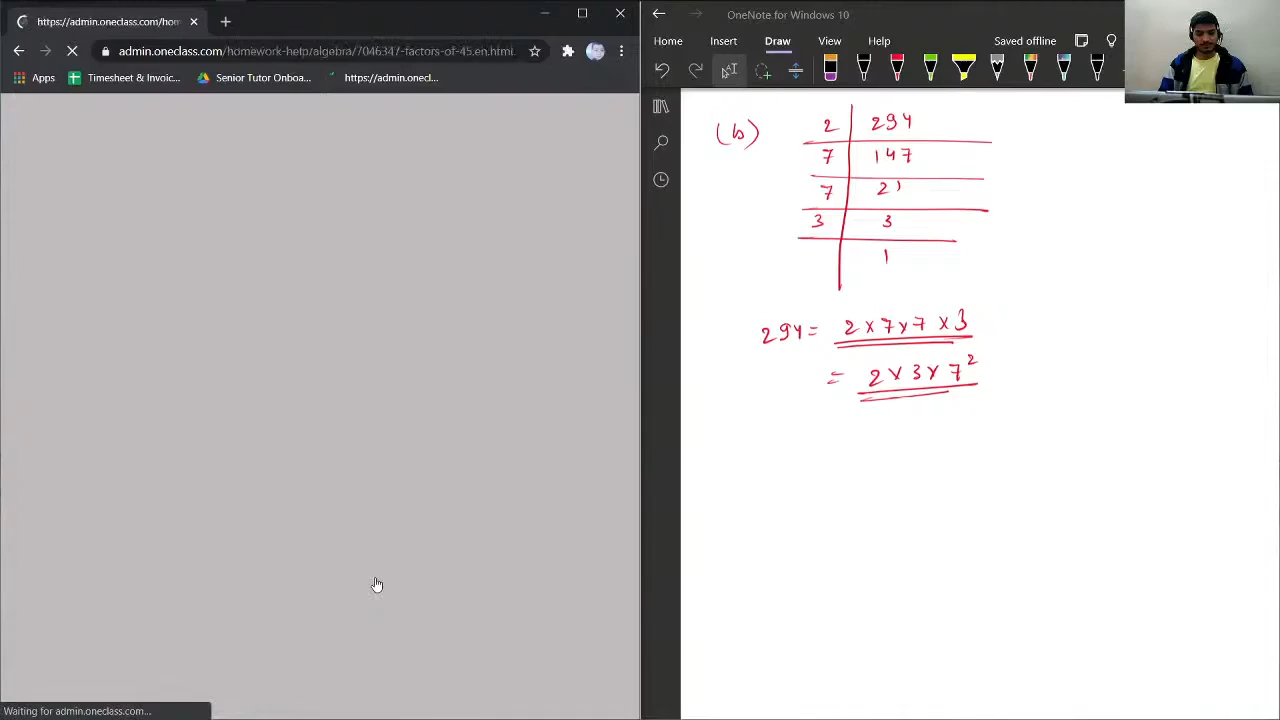 https://admin.oneclass.com/hom
admin.oneclass.com/homework-help/algebra/7045347-factors-of-45.en.html
Apps
Timesheet & Invoic...
Senior Tutor Onboa...
https://admin.onecl...
Waiting for admin.oneclass.com...
OneNote for Windows 10
Home Insert Draw View Help
Saved offline
(b)
2 294
7 147
7 21
3 3
1
294 = 2 × 7 × 7 × 3
= 2 × 3 × 7²